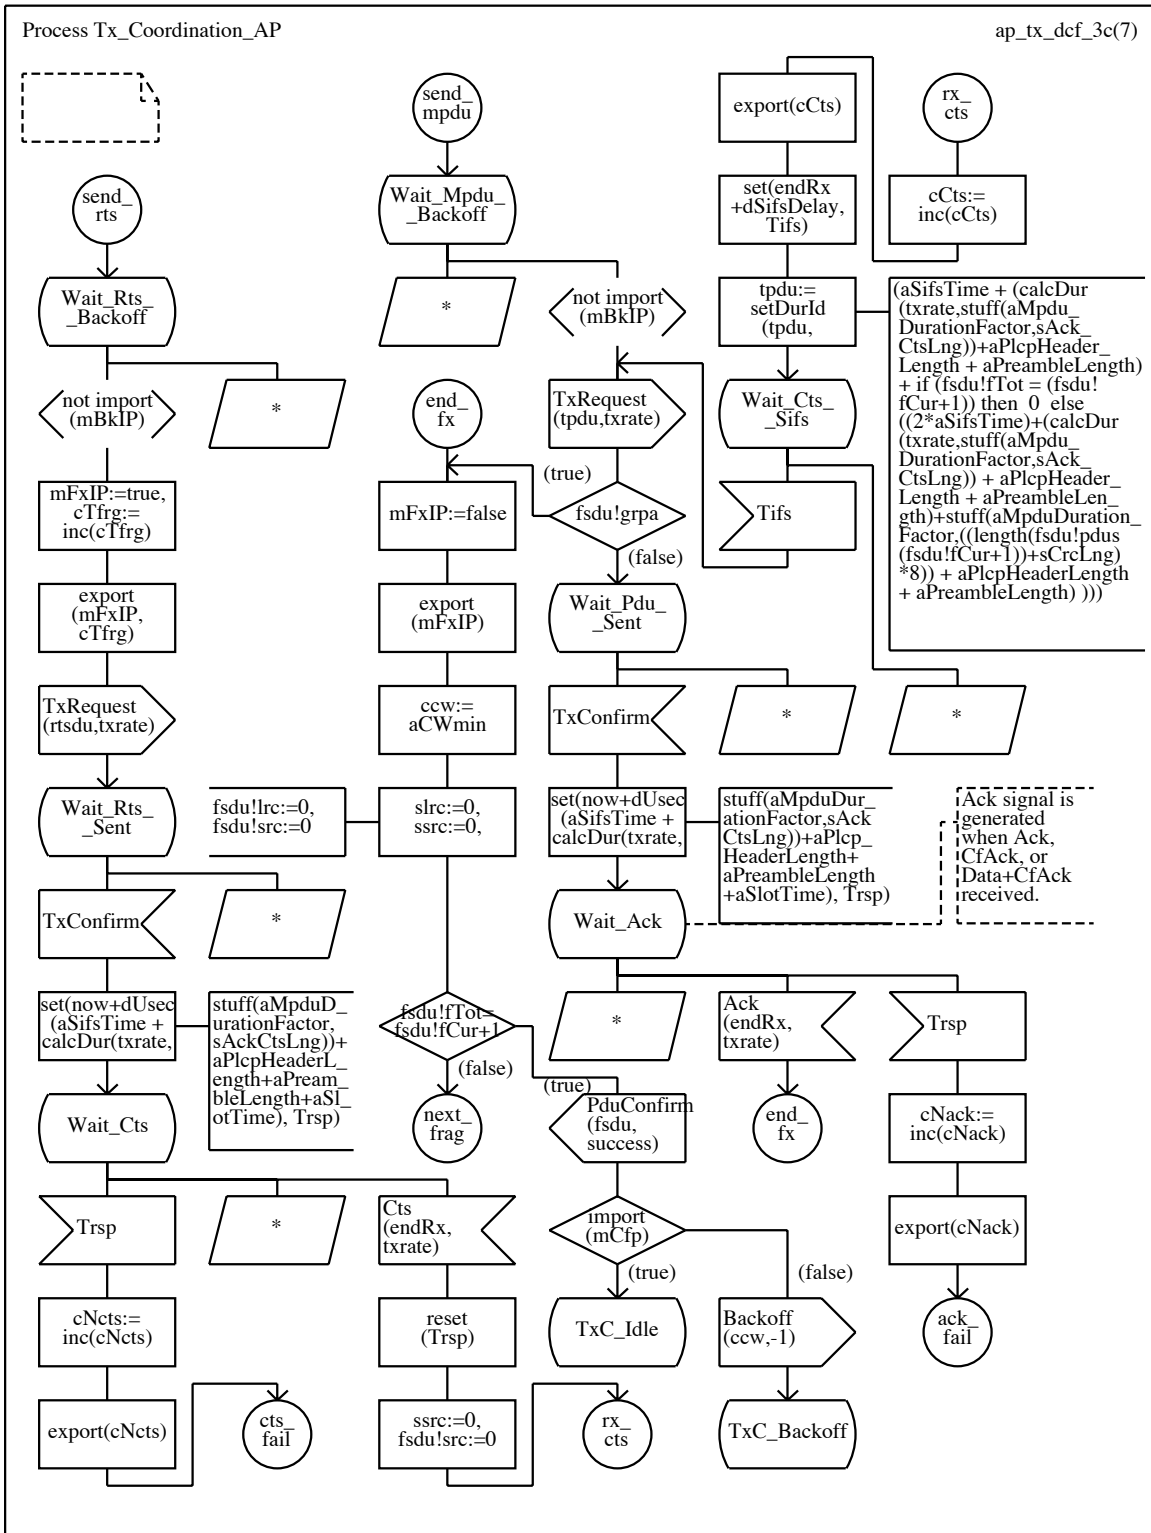 Process Tx_Coordination_AP
ap_tx_dcf_3c(7)
send_
rts
Wait_Rts_
_Backoff
not import
(mBkIP)
*
mFxIP:=true,
cTfrg:=
inc(cTfrg)
export
(mFxIP,
cTfrg)
TxRequest
(rtsdu,txrate)
Wait_Rts_
_Sent
TxConfirm
*
set(now+dUsec
(aSifsTime +
calcDur(txrate,
stuff(aMpduD_
urationFactor,
sAckCtsLng))+
aPlcpHeaderL_
ength+aPream_
bleLength+aSl_
otTime), Trsp)
Wait_Cts
Trsp
*
Cts
(endRx,
txrate)
cNcts:=
inc(cNcts)
export(cNcts)
cts_
fail
reset
(Trsp)
ssrc:=0,
fsdu!src:=0
rx_
cts
send_
mpdu
Wait_Mpdu_
_Backoff
*
not import
(mBkIP)
end_
fx
TxRequest
(tpdu,txrate)
(true)
mFxIP:=false
fsdu!grpa
(false)
export
(mFxIP)
Wait_Pdu_
_Sent
ccw:=
aCWmin
TxConfirm
*
fsdu!lrc:=0,
fsdu!src:=0
slrc:=0,
ssrc:=0,
set(now+dUsec
(aSifsTime +
calcDur(txrate,
stuff(aMpduDur_
ationFactor,sAck
CtsLng))+aPlcp_
HeaderLength+
aPreambleLength
+aSlotTime), Trsp)
Ack signal is
generated
when Ack,
CfAck, or
Data+CfAck
received.
Wait_Ack
*
Ack
(endRx,
txrate)
Trsp
fsdu!fTot=
fsdu!fCur+1
(false)
(true)
next_
frag
PduConfirm
(fsdu,
success)
end_
fx
cNack:=
inc(cNack)
import
(mCfp)
export(cNack)
(true)
(false)
TxC_Idle
Backoff
(ccw,-1)
ack_
fail
TxC_Backoff
export(cCts)
rx_
cts
set(endRx
+dSifsDelay,
Tifs)
cCts:=
inc(cCts)
tpdu:=
setDurId
(tpdu,
(aSifsTime + (calcDur
(txrate,stuff(aMpdu_
DurationFactor,sAck_
CtsLng))+aPlcpHeader_
Length + aPreambleLength)
+ if (fsdu!fTot = (fsdu!
fCur+1)) then 0 else
((2*aSifsTime)+(calcDur
(txrate,stuff(aMpdu_
DurationFactor,sAck_
CtsLng)) + aPlcpHeader_
Length + aPreambleLen_
gth)+stuff(aMpduDuration_
Factor,((length(fsdu!pdus
(fsdu!fCur+1))+sCrcLng)
*8)) + aPlcpHeaderLength
+ aPreambleLength) )))
Wait_Cts_
_Sifs
Tifs
*